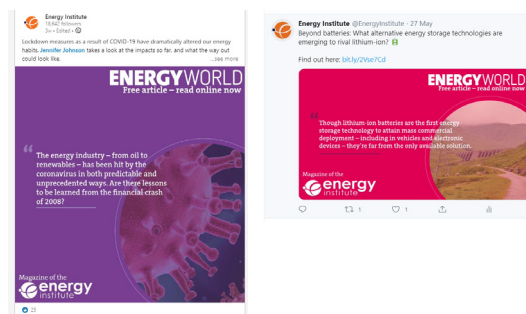 Energy Institute
18,642 followers
3w • Edited •
Lockdown measures as a result of COVID-19 have dramatically altered our energy
habits. Jennifer Johnson takes a look at the impacts so far, and what the way out
could look like.
...see more
ENERGYWORLD
Free article – read online now
“
The energy industry – from oil to
renewables – has been hit by the
coronavirus in both predictable and
unprecedented ways. Are there lessons
to be learned from the financial crash
of 2008?
Magazine of the
energy
institute
23
Energy Institute @EnergyInstitute · 27 May
Beyond batteries: What alternative energy storage technologies are
emerging to rival lithium-ion?
Find out here: bit.ly/2Vse7Cd
ENERGYWORLD
Free article – read online now
“
Though lithium-ion batteries are the first energy
storage technology to attain mass commercial
deployment – including in vehicles and electronic
devices – they're far from the only available solution.
Magazine of the
energy
institute
1
1